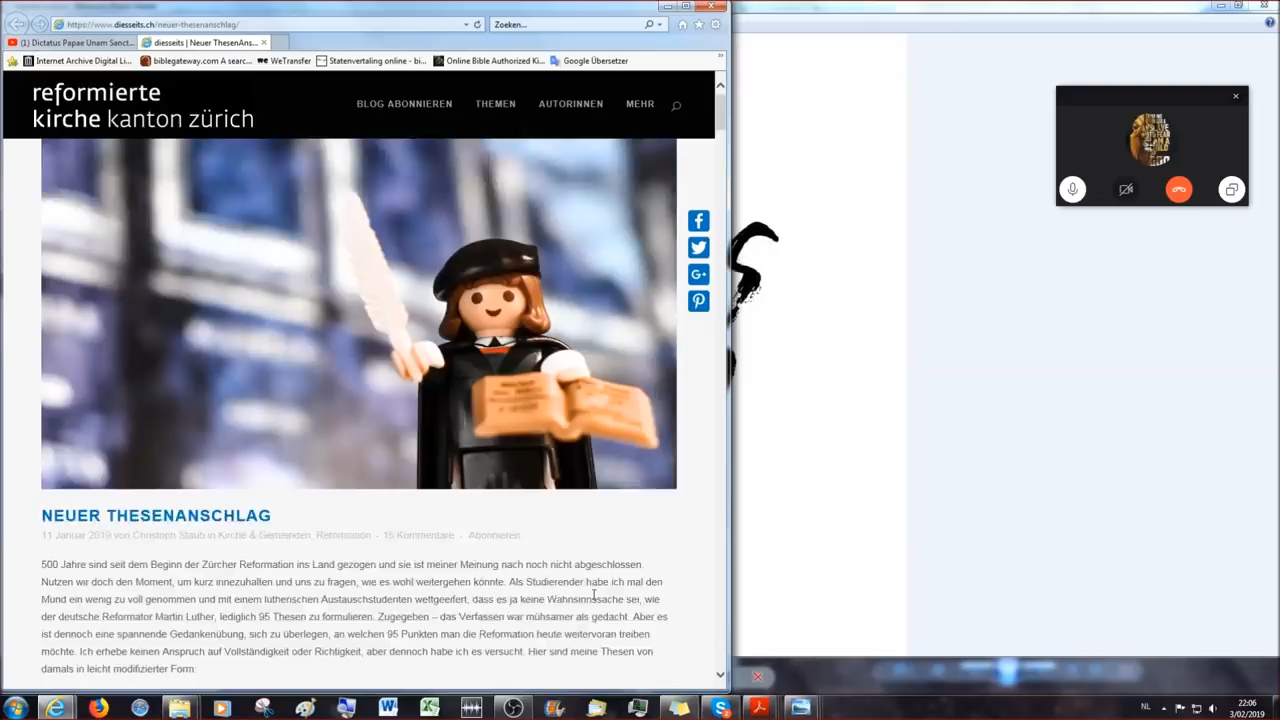 https://www.diesseits.ch/neuer-thesenanschlag/
Zoeken...
(1) Dictatus Papae Unam Sanct...
diesseits | Neuer ThesenAns...
Internet Archive Digital Li...
biblegateway.com A searc...
WeTransfer
Statenvertaling online - bi...
Online Bible Authorized Ki...
Google Übersetzer
reformierte
kirche kanton zürich
BLOG ABONNIEREN THEMEN AUTORINNEN MEHR
NEUER THESENANSCHLAG
11 Januar 2019 von Christoph Staub in Kirche & Gemeinden, Reformation - 15 Kommentare - Abonnieren
500 Jahre sind seit dem Beginn der Zürcher Reformation ins Land gezogen und sie ist meiner Meinung nach noch nicht abgeschlossen.
Nutzen wir doch den Moment, um kurz innezuhalten und uns zu fragen, wie es wohl weitergehen könnte. Als Studierender habe ich mal den
Mund ein wenig zu voll genommen und mit einem lutherischen Austauschstudenten wettgeeifert, dass es ja keine Wahnsinnssache sei, wie
der deutsche Reformator Martin Luther, lediglich 95 Thesen zu formulieren. Zugegeben – das Verfassen war mühsamer als gedacht. Aber es
ist dennoch eine spannende Gedankenübung, sich zu überlegen, an welchen 95 Punkten man die Reformation heute weitervoran treiben
möchte. Ich erhebe keinen Anspruch auf Vollständigkeit oder Richtigkeit, aber dennoch habe ich es versucht. Hier sind meine Thesen von
damals in leicht modifizierter Form:
NL
22:06
3/02/2019